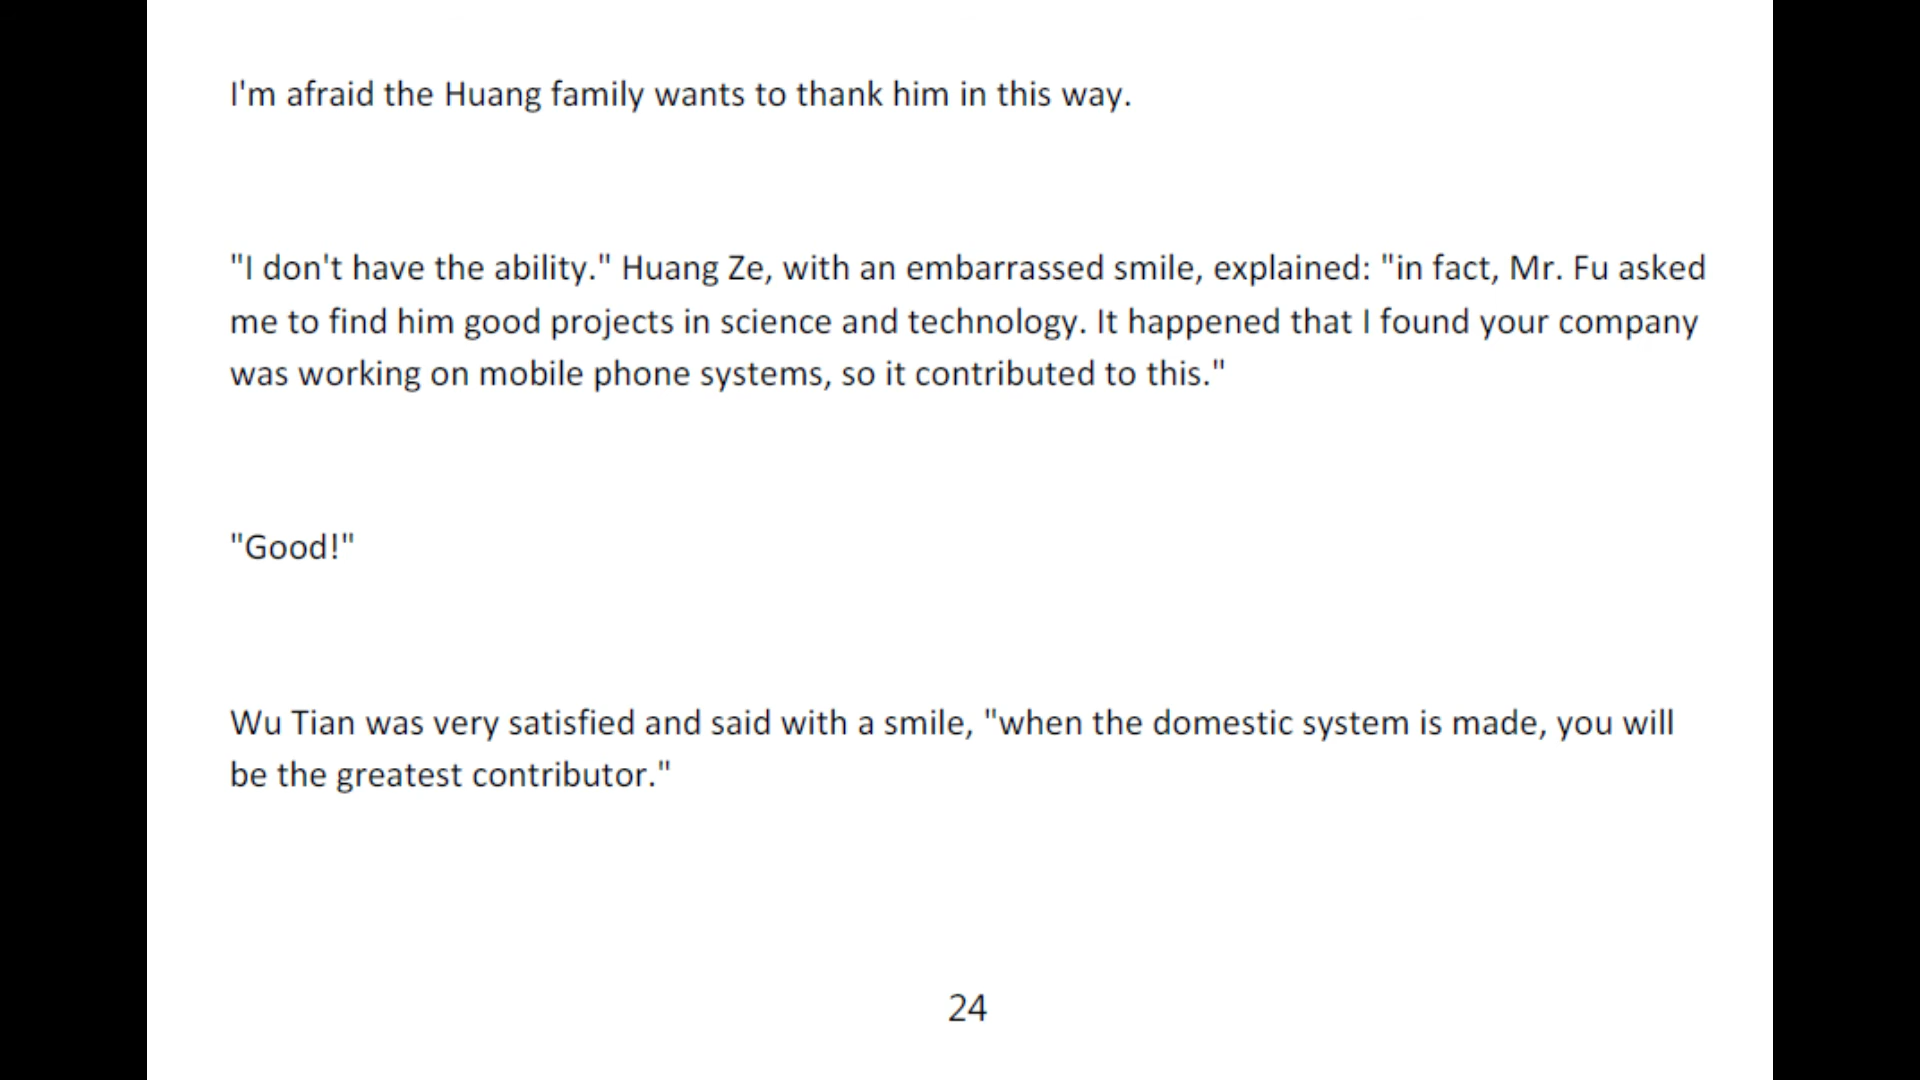 I'm afraid the Huang family wants to thank him in this way.
"I don't have the ability." Huang Ze, with an embarrassed smile, explained: "in fact, Mr. Fu asked
me to find him good projects in science and technology. It happened that I found your company
was working on mobile phone systems, so it contributed to this."
"Good!"
Wu Tian was very satisfied and said with a smile, "when the domestic system is made, you will
be the greatest contributor."
24